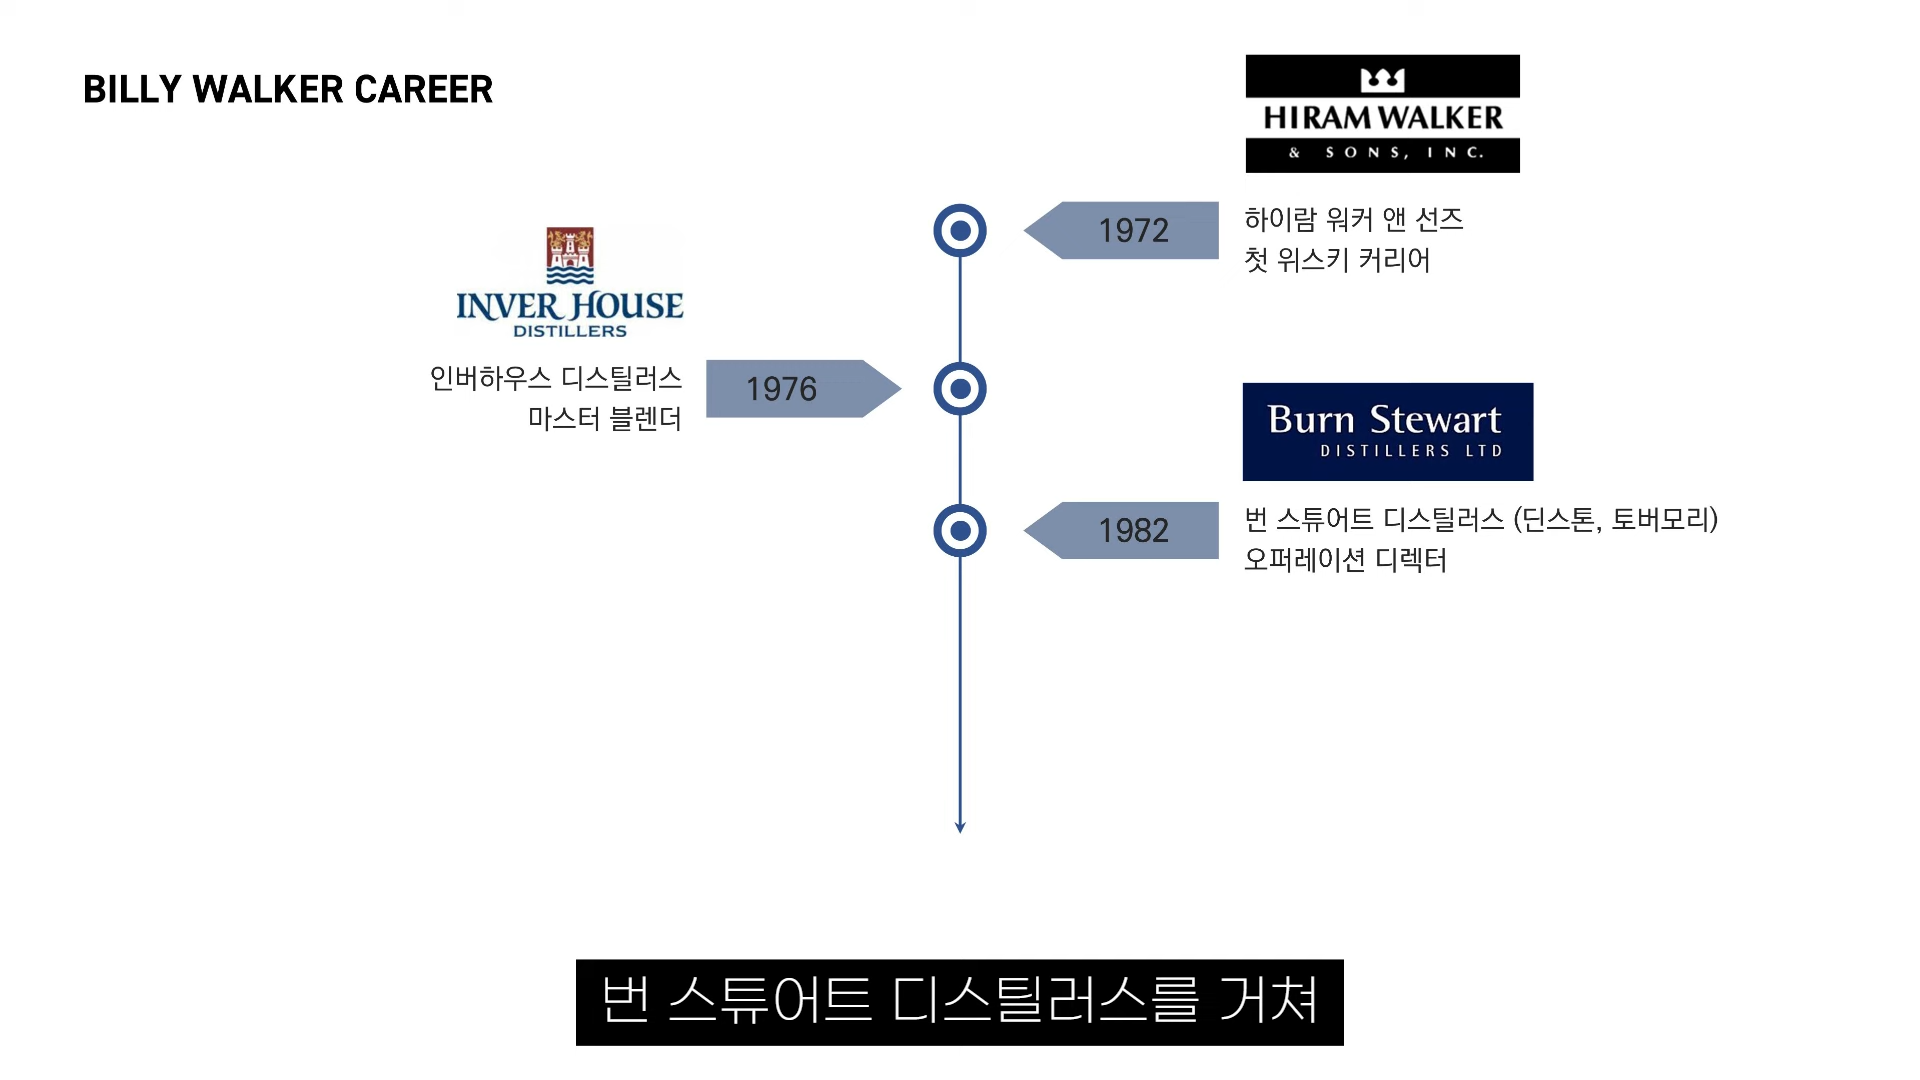 BILLY WALKER CAREER
HIRAM WALKER
& SONS, INC.
1972
하이람 워커 앤 선즈
첫 위스키 커리어
INVER HOUSE
DISTILLERS
인버하우스 디스틸러스
마스터 블렌더
1976
Burn Stewart
DISTILLERS LTD
1982
번 스튜어트 디스틸러스 (딘스톤, 토버모리)
오퍼레이션 디렉터
번 스튜어트 디스틸러스를 거쳐